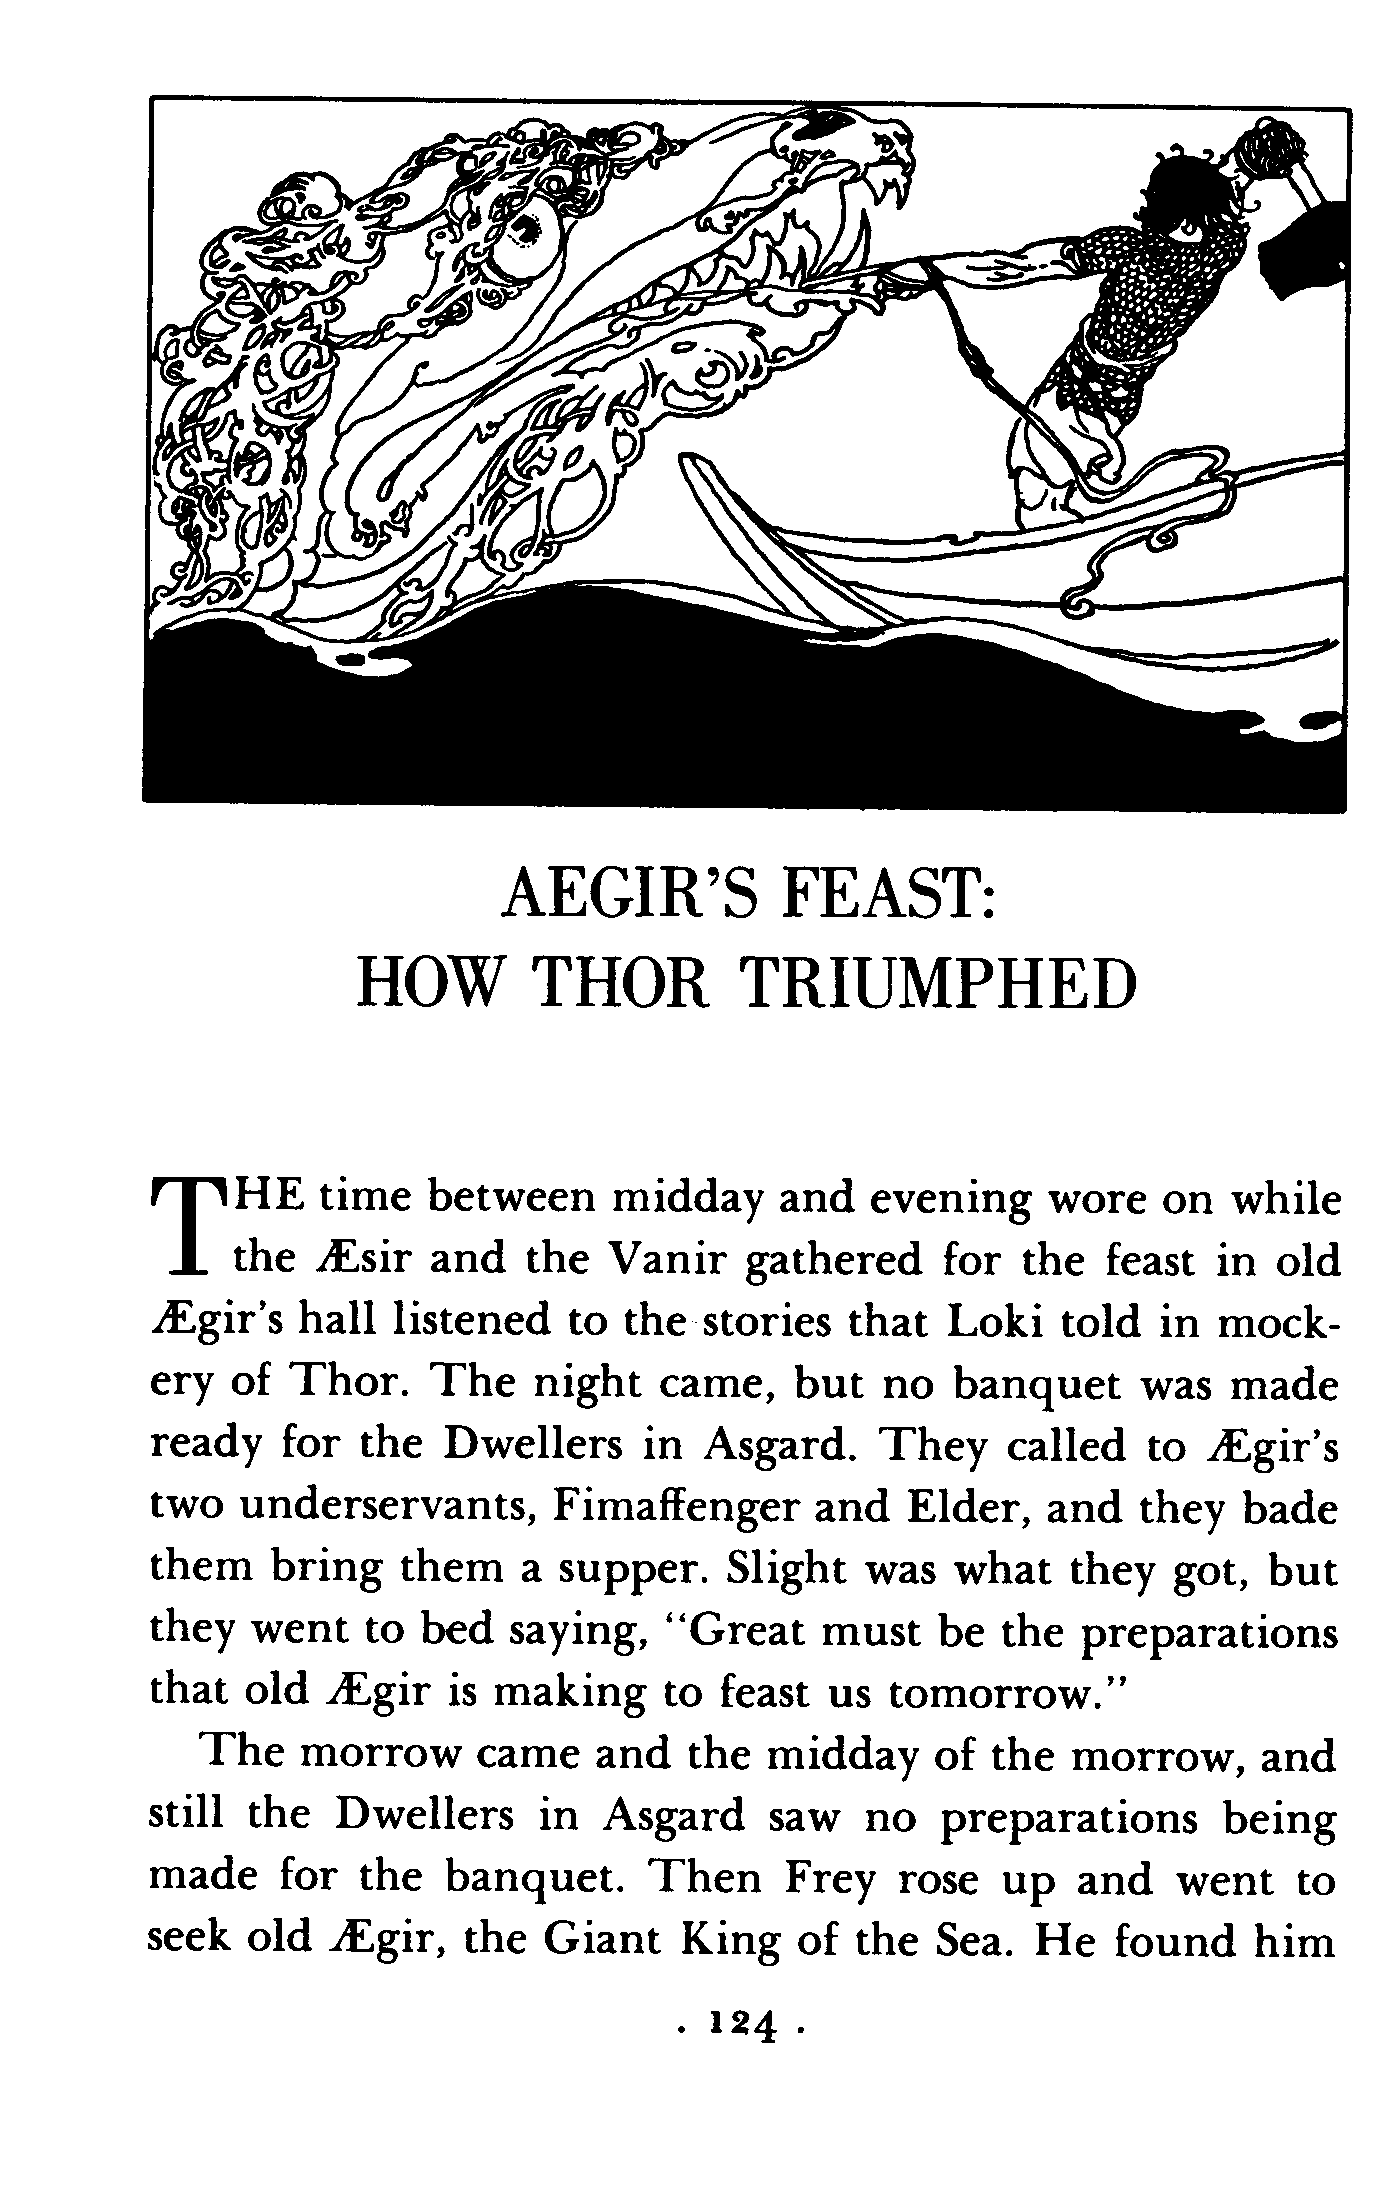 AEGIR’S FEAST:
HOW THOR TRIUMPHED
THE time between midday and evening wore on while
the Æsir and the Vanir gathered for the feast in old
Ægir’s hall listened to the stories that Loki told in mock-
ery of Thor. The night came, but no banquet was made
ready for the Dwellers in Asgard. They called to Ægir’s
two underservants, Fimaffenger and Elder, and they bade
them bring them a supper. Slight was what they got, but
they went to bed saying, “Great must be the preparations
that old Ægir is making to feast us tomorrow.”
The morrow came and the midday of the morrow, and
still the Dwellers in Asgard saw no preparations being
made for the banquet. Then Frey rose up and went to
seek old Ægir, the Giant King of the Sea. He found him
. 124 .